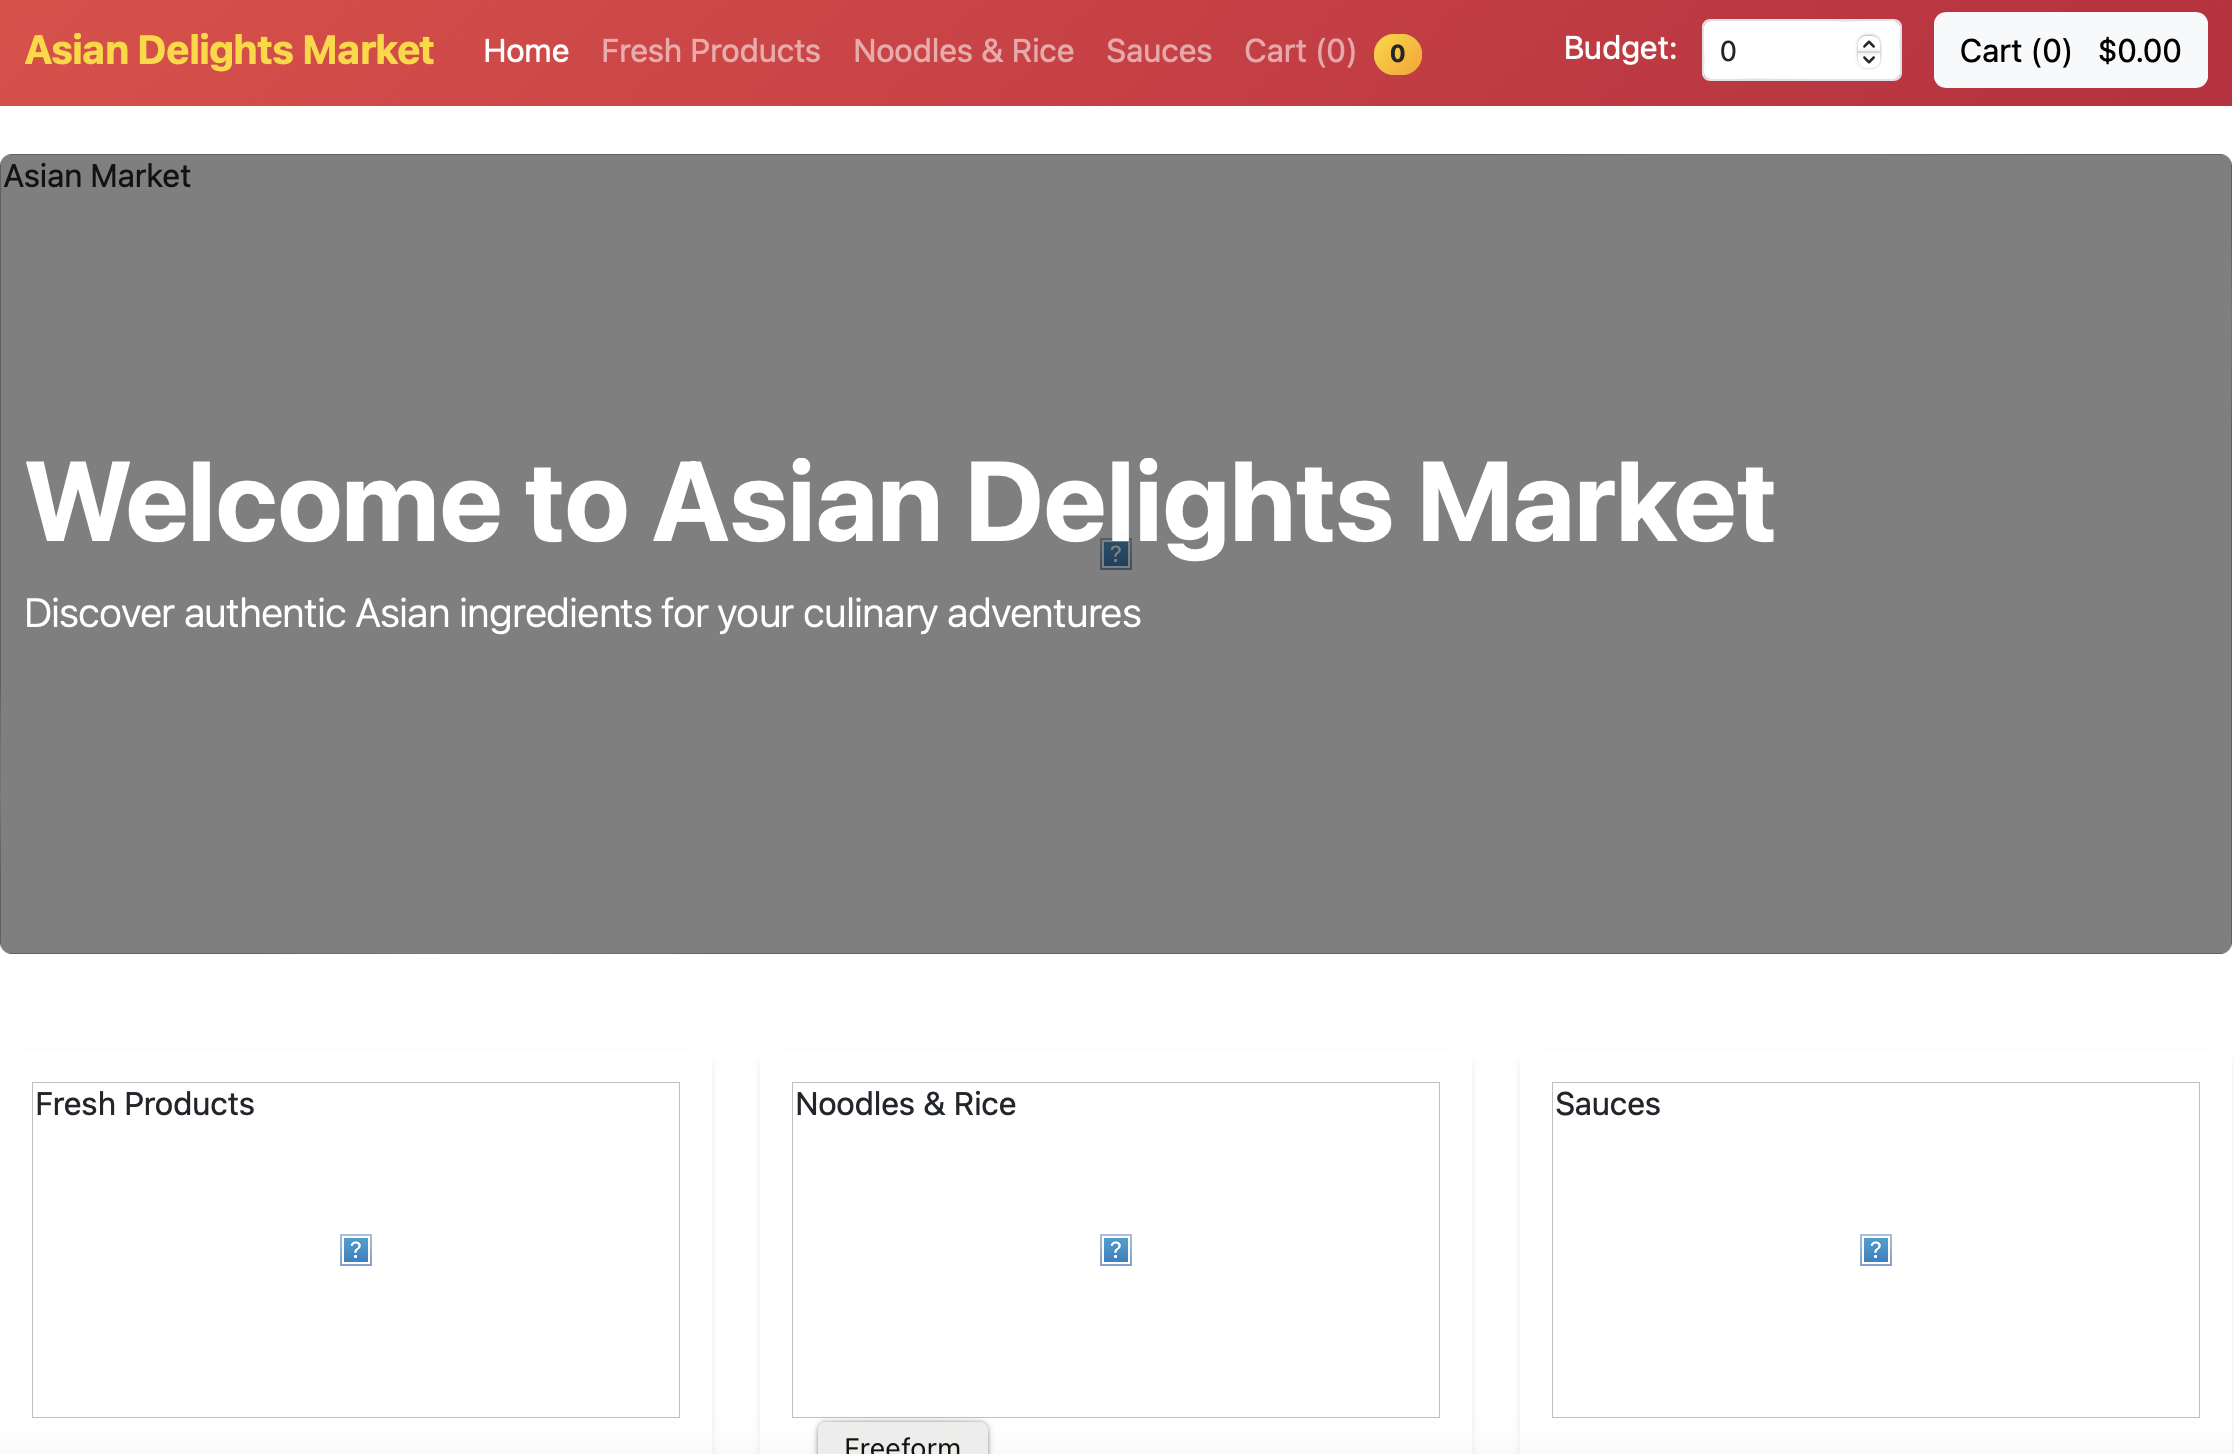 Asian Delights Market Home Fresh Products Noodles & Rice Sauces Cart (0) 0 Budget: 0 Cart (0) $0.00
Asian Market
Welcome to Asian Delights Market
?
Discover authentic Asian ingredients for your culinary adventures
Fresh Products Noodles & Rice Sauces
? ? ?
Freeform